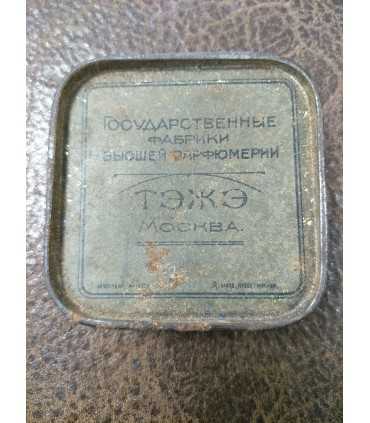 ГОСУДАРСТВЕННЫЕ
ФАБРИКИ
ВЫСШЕЙ ПАРФЮМЕРИИ
ТЭЖЭ
МОСКВА.